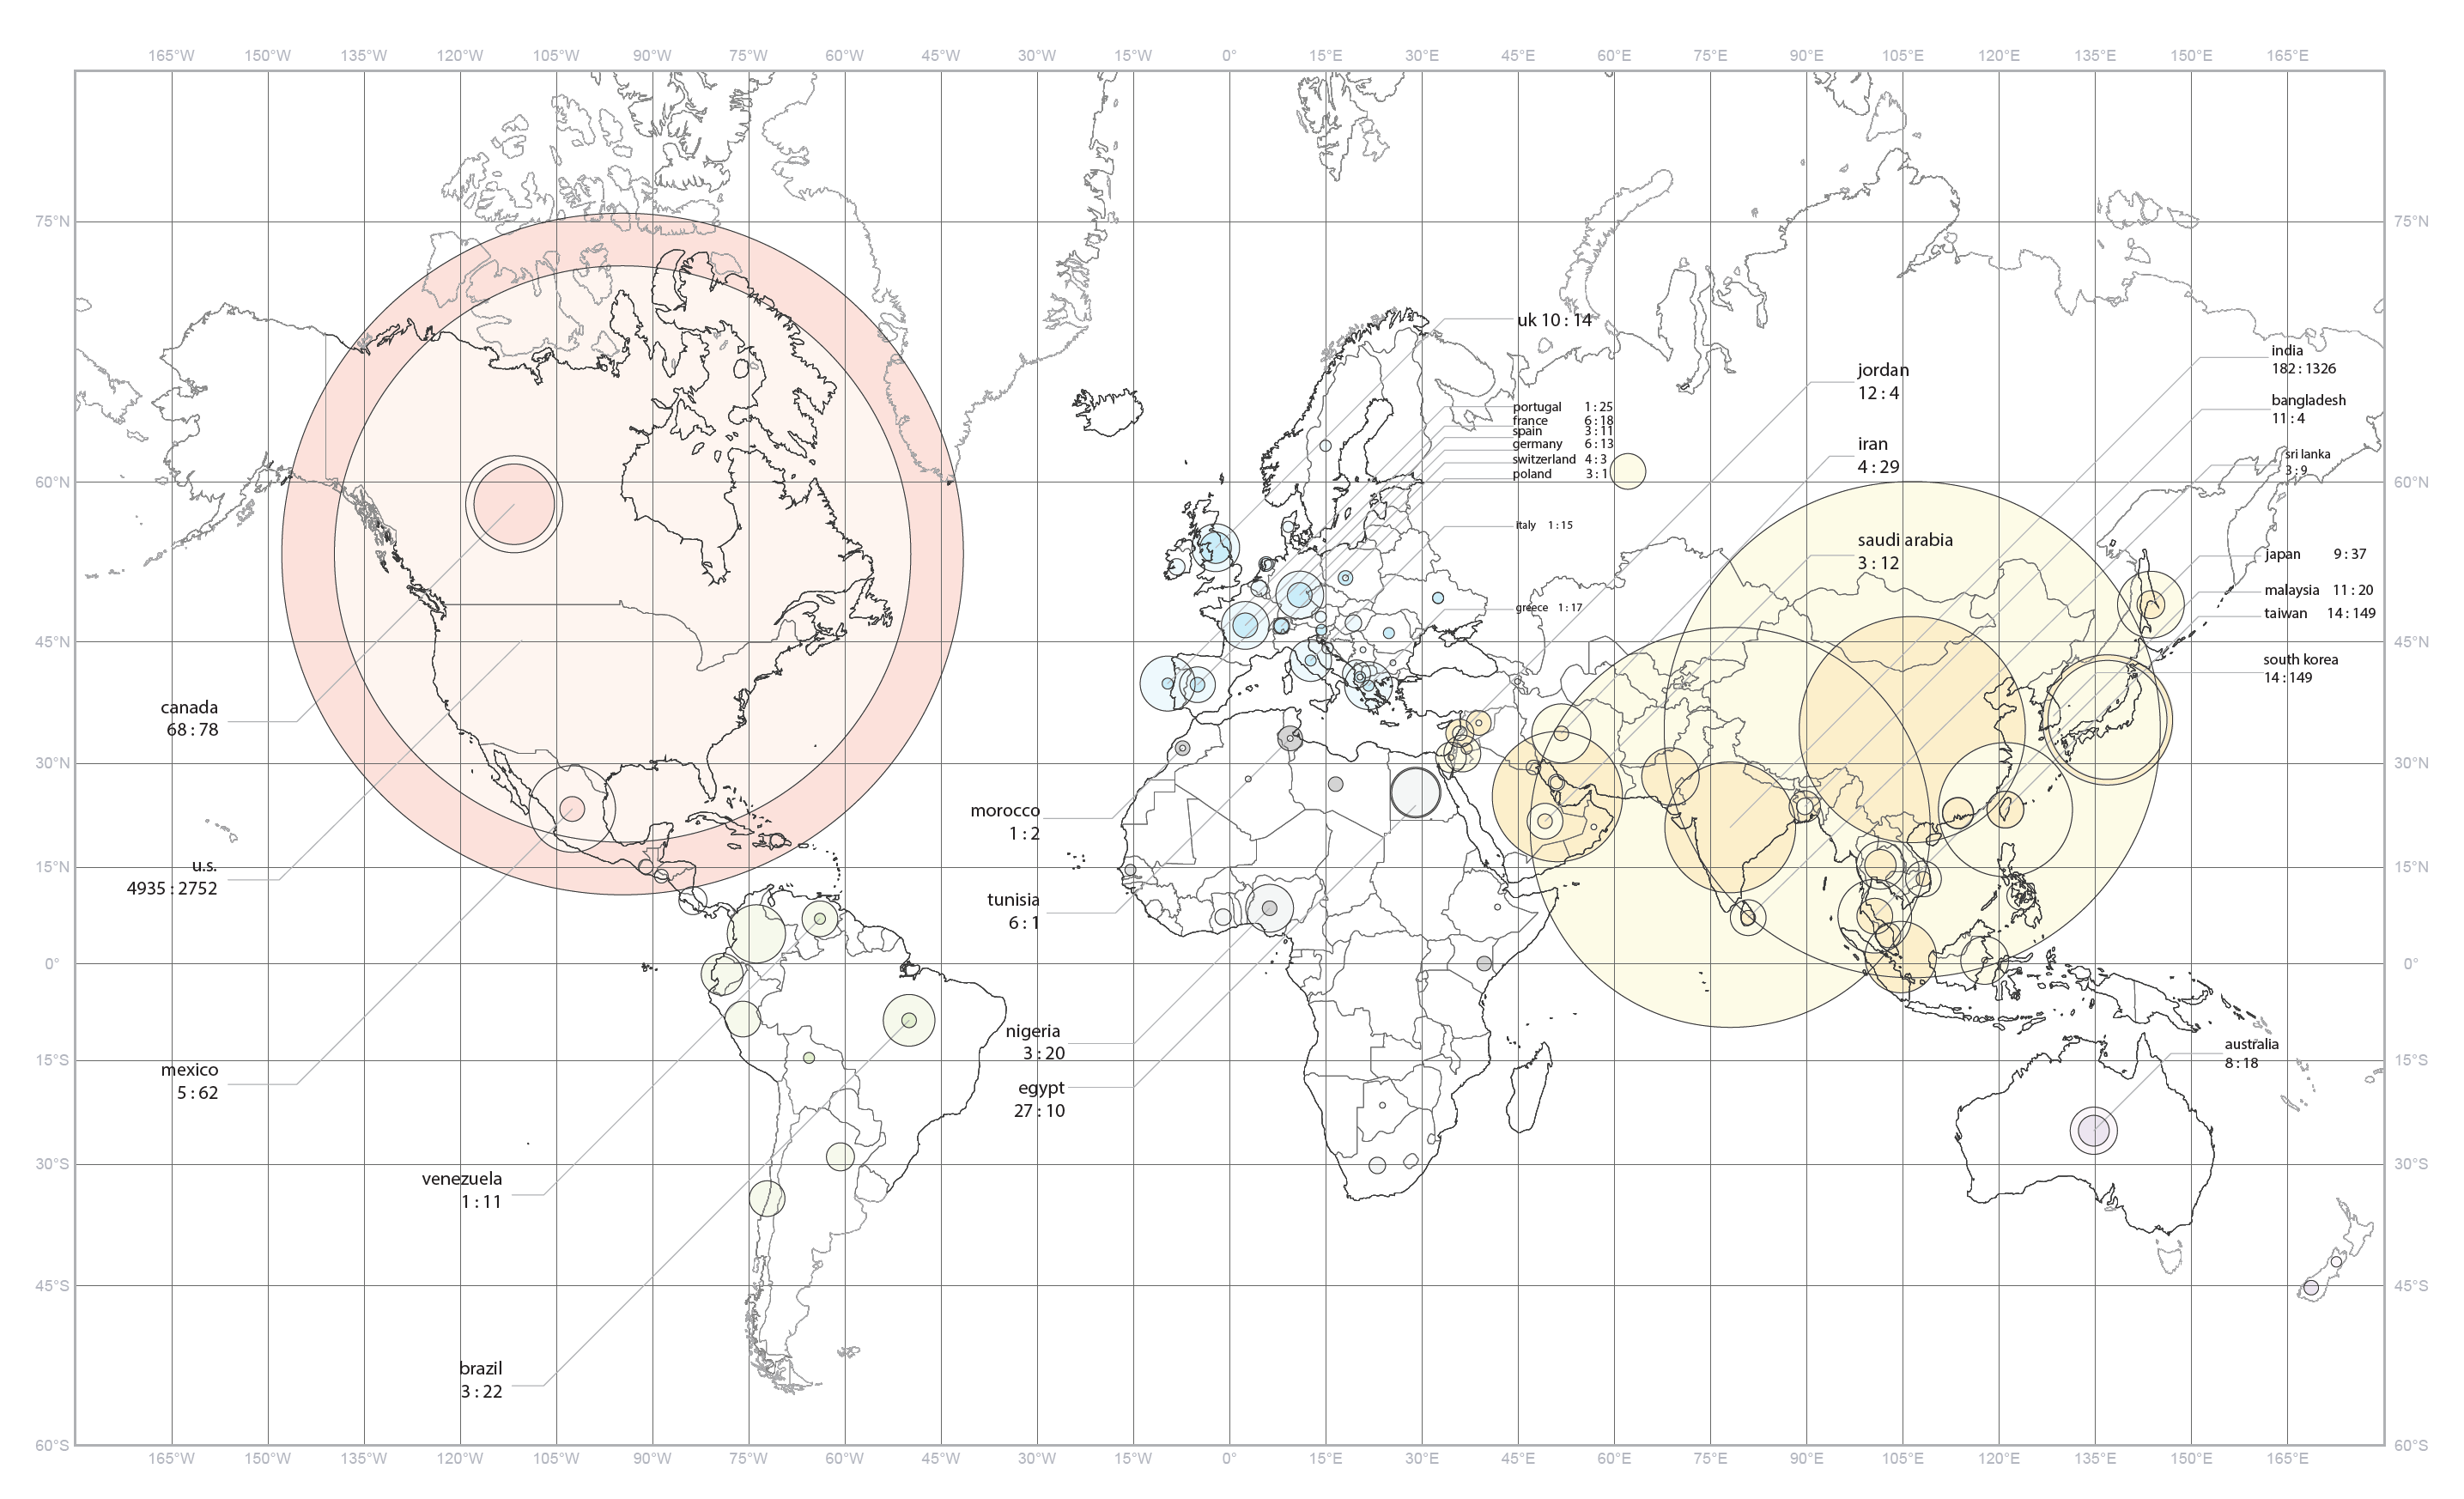 165°W 150°W 135°W 120°W 105°W 90°W 75°W 60°W 45°W 30°W 15°W 0° 15°E 30°E 45°E 60°E 75°E 90°E 105°E 120°E 135°E 150°E 165°E
75°N 75°N
uk 10 : 14
india
182 : 1326
jordan
12 : 4
bangladesh
11 : 4
portugal 1 : 25
france 6 : 18
spain 3 : 11
germany 6 : 13
switzerland 4 : 3
poland 3 : 1
iran
4 : 29
sri lanka
3 : 9
60°N 60°N
italy 1 : 15
saudi arabia
3 : 12
japan 9 : 37
malaysia 11 : 20
taiwan 14 : 149
greece 1 : 17
45°N 45°N
south korea
14 : 149
canada
68 : 78
30°N 30°N
morocco
1 : 2
u.s.
4935 : 2752
15°N 15°N
tunisia
6 : 1
0° 0°
nigeria
3 : 20
australia
8 : 18
15°S 15°S
mexico
5 : 62
egypt
27 : 10
30°S 30°S
venezuela
1 : 11
45°S 45°S
brazil
3 : 22
60°S 60°S
165°W 150°W 135°W 120°W 105°W 90°W 75°W 60°W 45°W 30°W 15°W 0° 15°E 30°E 45°E 60°E 75°E 90°E 105°E 120°E 135°E 150°E 165°E